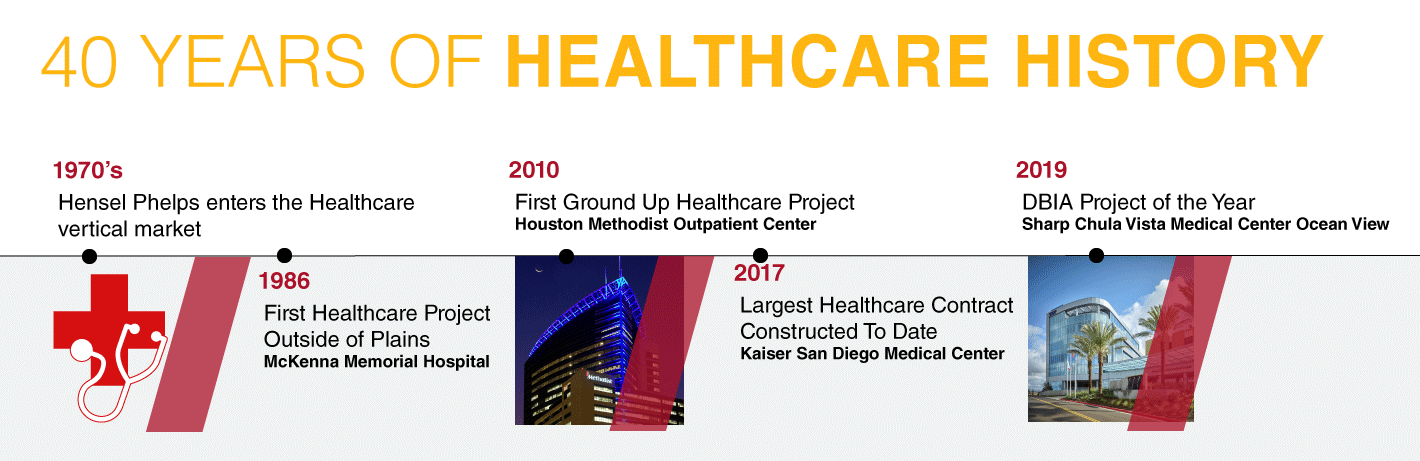 40 YEARS OF HEALTHCARE HISTORY
1970's
Hensel Phelps enters the Healthcare
vertical market
1986
First Healthcare Project
Outside of Plains
McKenna Memorial Hospital
2010
First Ground Up Healthcare Project
Houston Methodist Outpatient Center
Methodist
2017
Largest Healthcare Contract
Constructed To Date
Kaiser San Diego Medical Center
2019
DBIA Project of the Year
Sharp Chula Vista Medical Center Ocean View